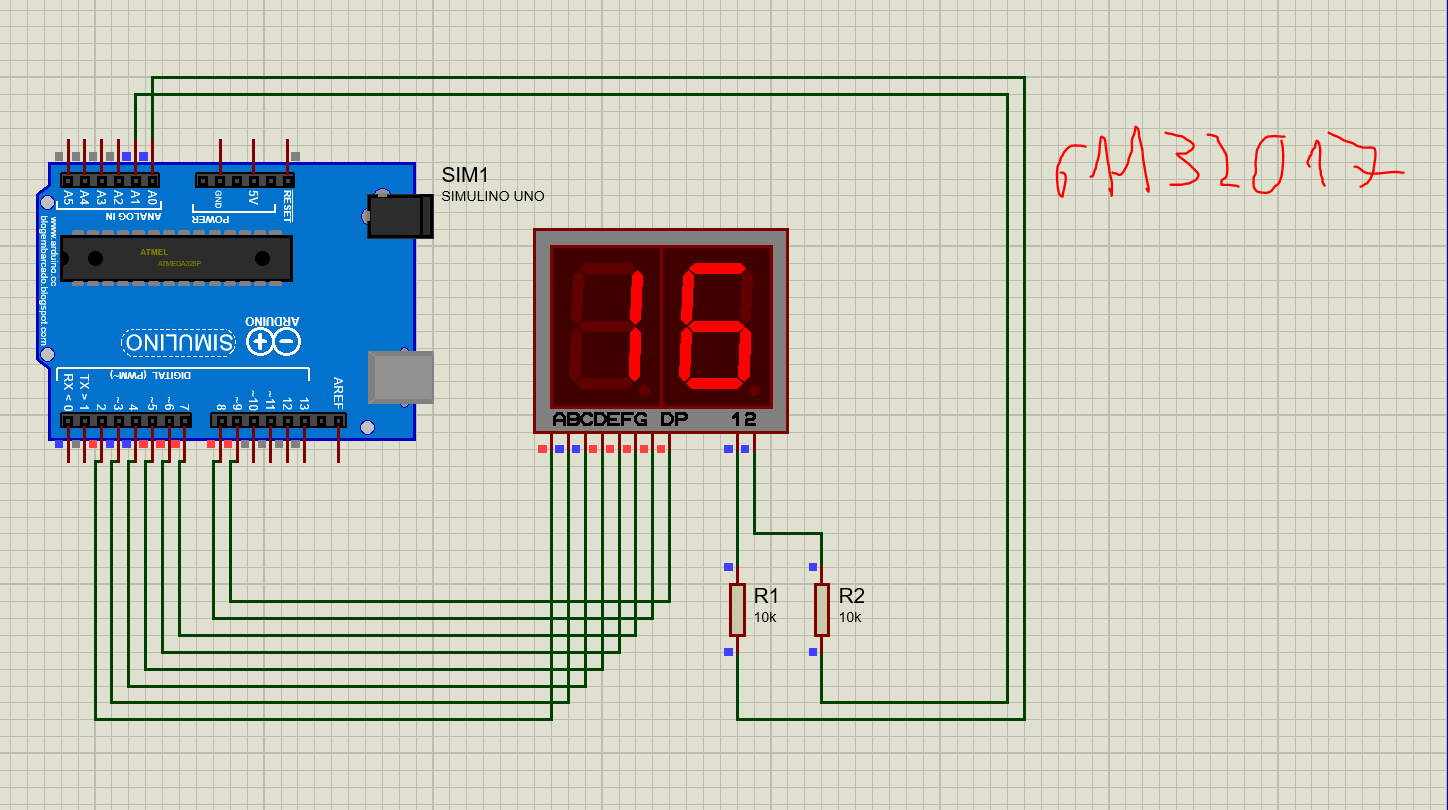 SIM1
SIMULINO UNO
A5 A4 A3 A2 A1 A0
GND 5V RESET
ANALOG IN
POWER
www.arduino.cc
blogembarcado.blogspot.com
ATMEL
ATMEGA328P
ARDUINO
SIMULINO
DIGITAL (PWM~)
RX < 0 TX > 1 2 ~3 4 ~5 ~6 7 8 ~9 ~10 ~11 12 13 AREF
16
ABCDEFG DP 12
R1
10k
R2
10k